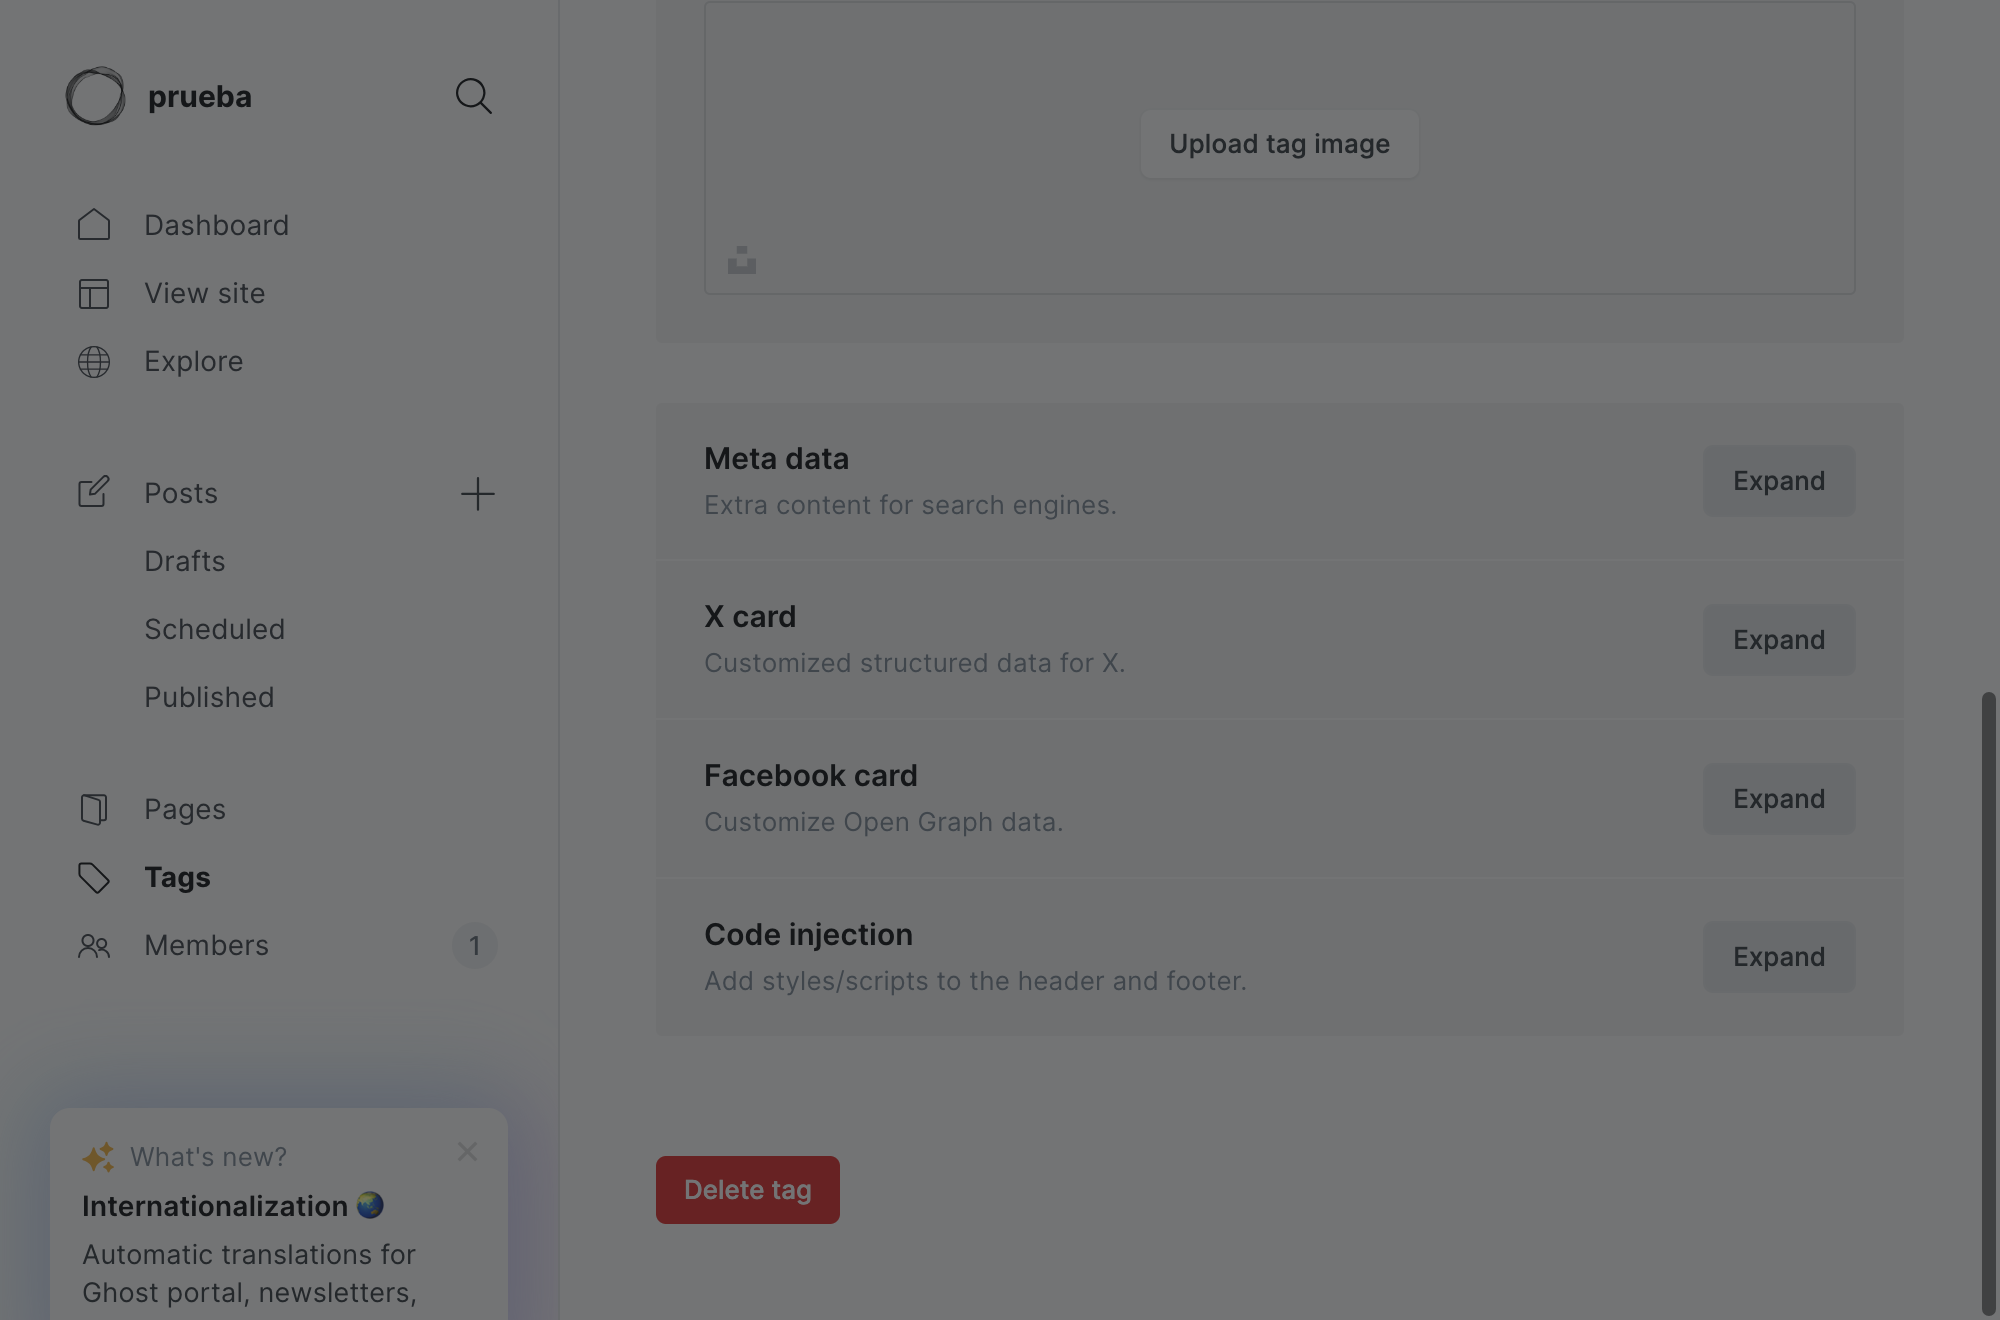 prueba
Dashboard
View site
Explore
Posts
Drafts
Scheduled
Published
Pages
Tags
Members
1
What's new?
Internationalization
Automatic translations for
Ghost portal, newsletters,
Upload tag image
Meta data
Extra content for search engines.
Expand
X card
Customized structured data for X.
Expand
Facebook card
Customize Open Graph data.
Expand
Code injection
Add styles/scripts to the header and footer.
Expand
Delete tag